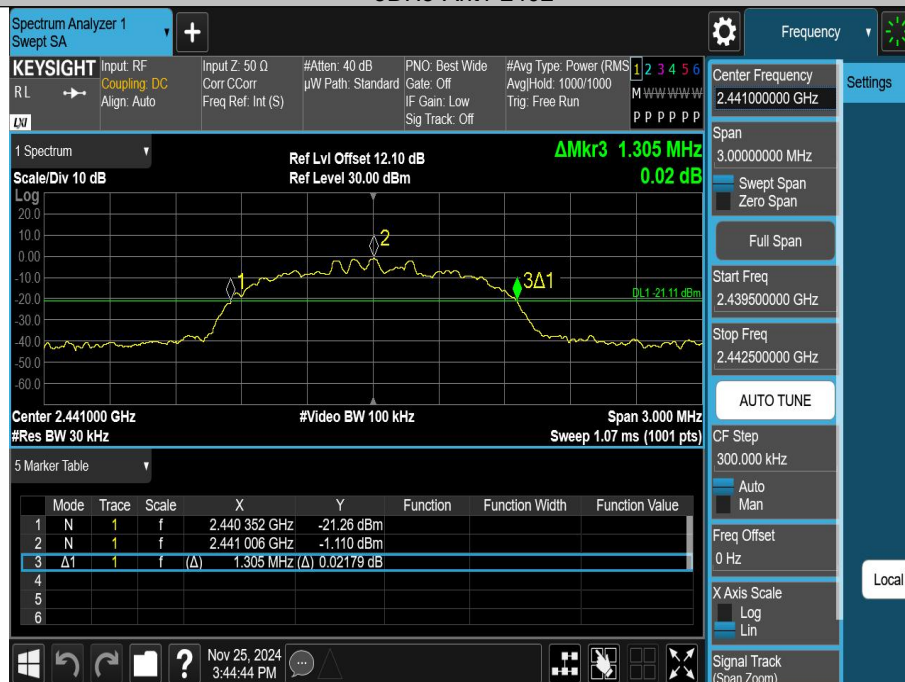 Spectrum Analyzer 1
Swept SA
+
Frequency
KEYSIGHT
RL
LXI
Input: RF
Coupling: DC
Align: Auto
Input Z: 50 Ω
Corr CCorr
Freq Ref: Int (S)
#Atten: 40 dB
µW Path: Standard
PNO: Best Wide
Gate: Off
IF Gain: Low
Sig Track: Off
#Avg Type: Power (RMS
Avg|Hold: 1000/1000
Trig: Free Run
1 2 3 4 5 6
M W W W W W
P P P P P P
1 Spectrum
Scale/Div 10 dB
Ref Lvl Offset 12.10 dB
Ref Level 30.00 dBm
ΔMkr3 1.305 MHz
0.02 dB
Log
20.0
10.0
0.00
-10.0
-20.0
-30.0
-40.0
-50.0
-60.0
1
2
3Δ1
DL1 -21.11 dBm
Center 2.441000 GHz
#Video BW 100 kHz
Span 3.000 MHz
#Res BW 30 kHz
Sweep 1.07 ms (1001 pts)
5 Marker Table
Mode Trace Scale X Y Function Function Width Function Value
1 N 1 f 2.440 352 GHz -21.26 dBm
2 N 1 f 2.441 006 GHz -1.110 dBm
3 Δ1 1 f (Δ) 1.305 MHz (Δ) 0.02179 dB
4
5
6
?
Nov 25, 2024
3:44:44 PM
Center Frequency
2.441000000 GHz
Settings
Span
3.00000000 MHz
Swept Span
Zero Span
Full Span
Start Freq
2.439500000 GHz
Stop Freq
2.442500000 GHz
AUTO TUNE
CF Step
300.000 kHz
Auto
Man
Freq Offset
0 Hz
Local
X Axis Scale
Log
Lin
Signal Track
(Span Zoom)